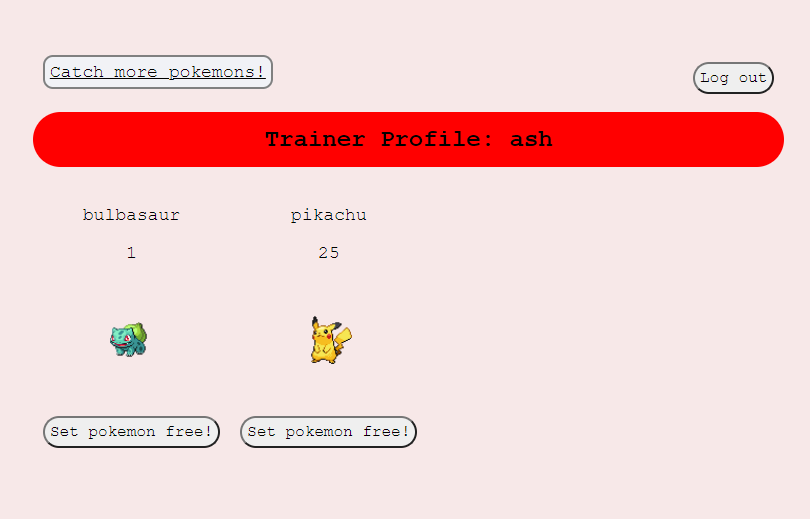 Catch more pokemons!
Log out
Trainer Profile: ash
bulbasaur
1
pikachu
25
Set pokemon free!
Set pokemon free!